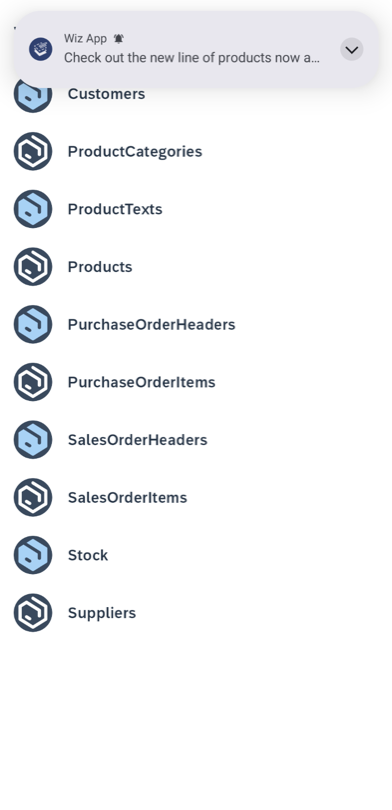 Wiz App
Check out the new line of products now a...
Customers
ProductCategories
ProductTexts
Products
PurchaseOrderHeaders
PurchaseOrderItems
SalesOrderHeaders
SalesOrderItems
Stock
Suppliers